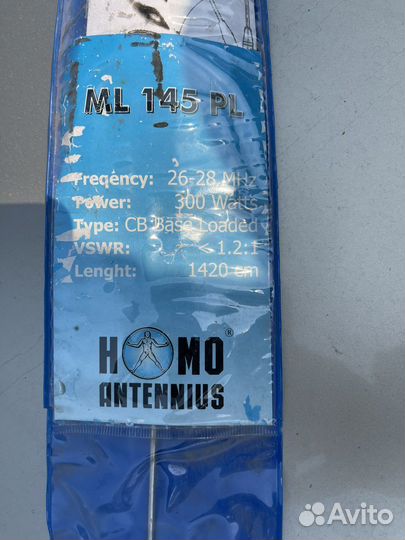 ML 145 PL
Freqency: 26-28 MHz
Power: 300 Watts
Type: CB Base Loaded
VSWR: < 1.2:1
Lenght: 1420 cm
HOMO®
ANTENNIUS
Avito